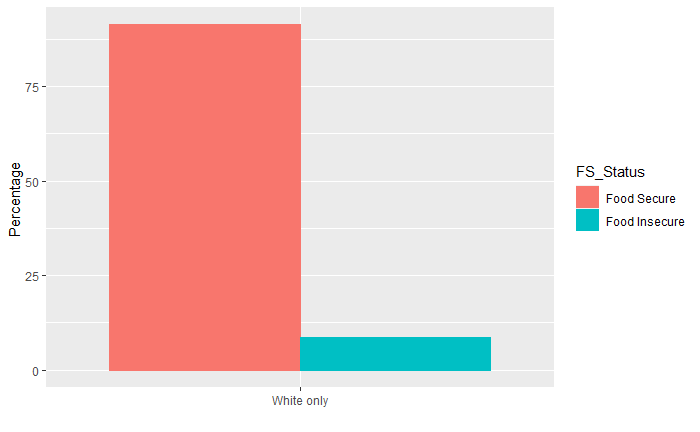 Percentage
75
50
25
0
White only
FS_Status
Food Secure
Food Insecure